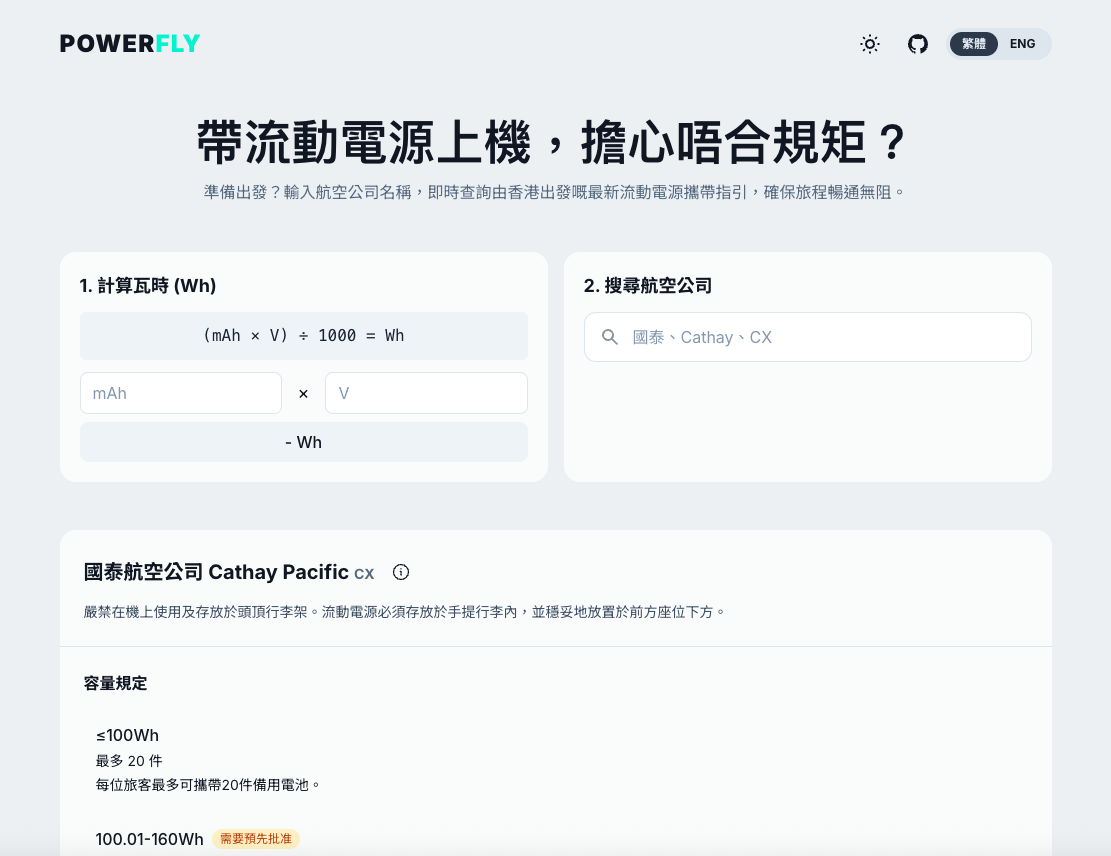 POWERFLY
繁體
ENG
帶流動電源上機，擔心唔合規矩？
準備出發？輸入航空公司名稱，即時查詢由香港出發嘅最新流動電源攜帶指引，確保旅程暢通無阻。
1. 計算瓦時 (Wh)
(mAh × V) ÷ 1000 = Wh
mAh
×
V
- Wh
2. 搜尋航空公司
國泰、Cathay、CX
國泰航空公司 Cathay Pacific CX
嚴禁在機上使用及存放於頭頂行李架。流動電源必須存放於手提行李內，並穩妥地放置於前方座位下方。
容量規定
≤100Wh
最多 20 件
每位旅客最多可攜帶20件備用電池。
100.01-160Wh 需要預先批准